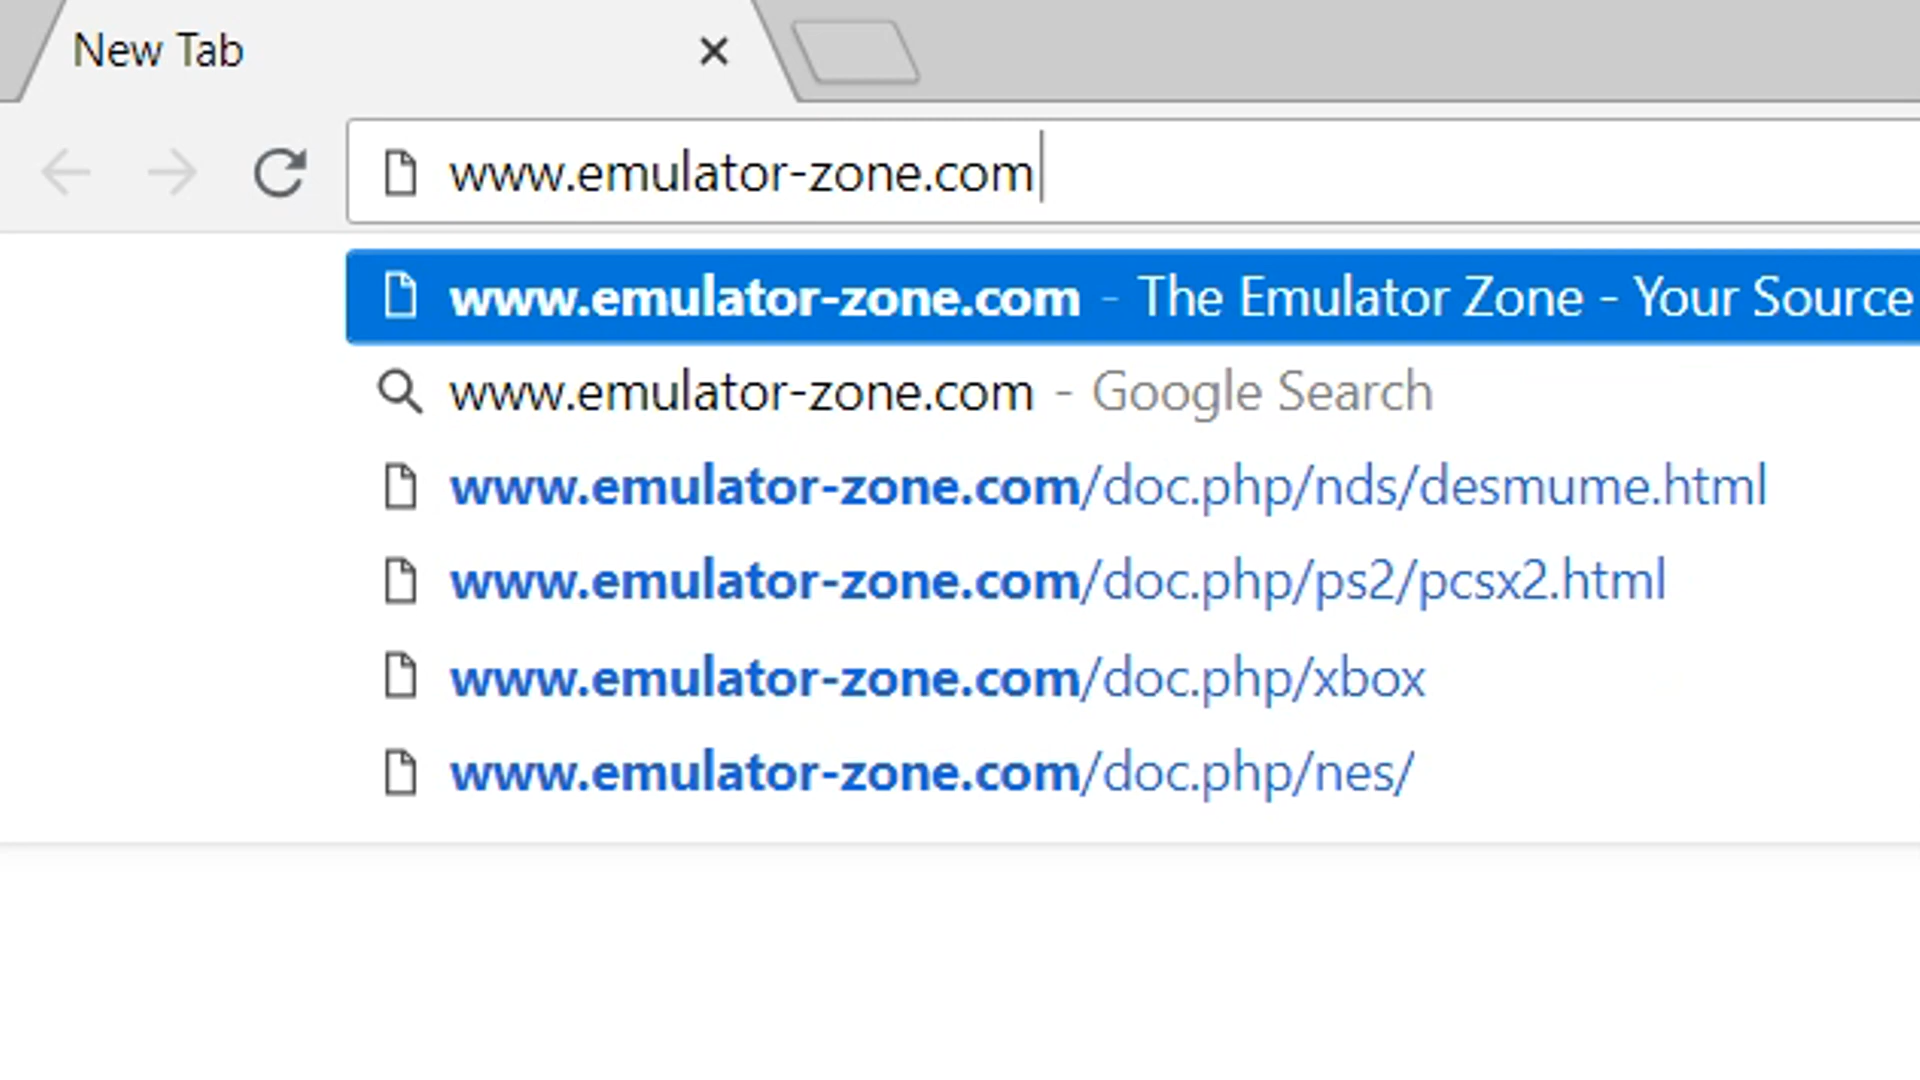 New Tab
www.emulator-zone.com
www.emulator-zone.com - The Emulator Zone - Your Source
www.emulator-zone.com - Google Search
www.emulator-zone.com/doc.php/nds/desmume.html
www.emulator-zone.com/doc.php/ps2/pcsx2.html
www.emulator-zone.com/doc.php/xbox
www.emulator-zone.com/doc.php/nes/